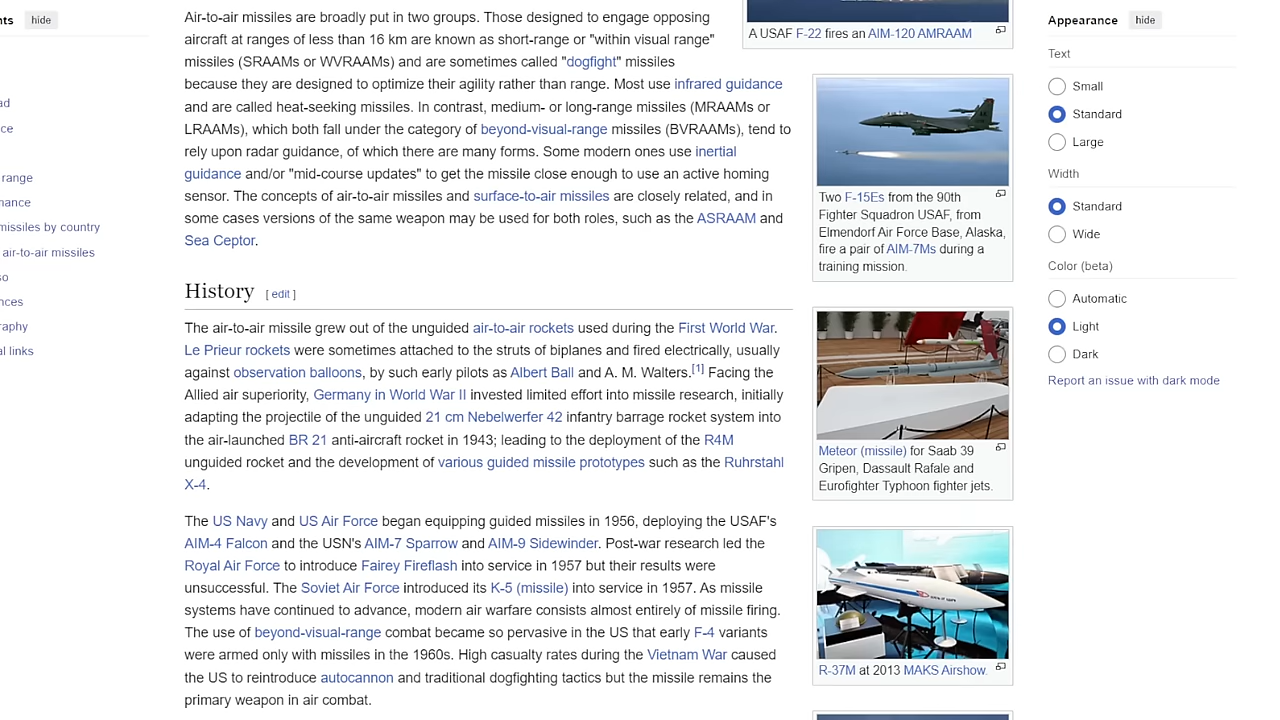 nts hide
ad
ce
range
nance
missiles by country
air-to-air missiles
so
nces
raphy
al links
Air-to-air missiles are broadly put in two groups. Those designed to engage opposing
aircraft at ranges of less than 16 km are known as short-range or "within visual range"
missiles (SRAAMs or WVRAAMs) and are sometimes called "dogfight" missiles
because they are designed to optimize their agility rather than range. Most use infrared guidance
and are called heat-seeking missiles. In contrast, medium- or long-range missiles (MRAAMs or
LRAAMs), which both fall under the category of beyond-visual-range missiles (BVRAAMs), tend to
rely upon radar guidance, of which there are many forms. Some modern ones use inertial
guidance and/or "mid-course updates" to get the missile close enough to use an active homing
sensor. The concepts of air-to-air missiles and surface-to-air missiles are closely related, and in
some cases versions of the same weapon may be used for both roles, such as the ASRAAM and
Sea Ceptor.
History [ edit ]
The air-to-air missile grew out of the unguided air-to-air rockets used during the First World War.
Le Prieur rockets were sometimes attached to the struts of biplanes and fired electrically, usually
against observation balloons, by such early pilots as Albert Ball and A. M. Walters.[1] Facing the
Allied air superiority, Germany in World War II invested limited effort into missile research, initially
adapting the projectile of the unguided 21 cm Nebelwerfer 42 infantry barrage rocket system into
the air-launched BR 21 anti-aircraft rocket in 1943; leading to the deployment of the R4M
unguided rocket and the development of various guided missile prototypes such as the Ruhrstahl
X-4.
The US Navy and US Air Force began equipping guided missiles in 1956, deploying the USAF's
AIM-4 Falcon and the USN's AIM-7 Sparrow and AIM-9 Sidewinder. Post-war research led the
Royal Air Force to introduce Fairey Fireflash into service in 1957 but their results were
unsuccessful. The Soviet Air Force introduced its K-5 (missile) into service in 1957. As missile
systems have continued to advance, modern air warfare consists almost entirely of missile firing.
The use of beyond-visual-range combat became so pervasive in the US that early F-4 variants
were armed only with missiles in the 1960s. High casualty rates during the Vietnam War caused
the US to reintroduce autocannon and traditional dogfighting tactics but the missile remains the
primary weapon in air combat.
A USAF F-22 fires an AIM-120 AMRAAM
Two F-15Es from the 90th
Fighter Squadron USAF, from
Elmendorf Air Force Base, Alaska,
fire a pair of AIM-7Ms during a
training mission.
Meteor (missile) for Saab 39
Gripen, Dassault Rafale and
Eurofighter Typhoon fighter jets.
R-37M at 2013 MAKS Airshow.
Appearance hide
Text
Small
Standard
Large
Width
Standard
Wide
Color (beta)
Automatic
Light
Dark
Report an issue with dark mode